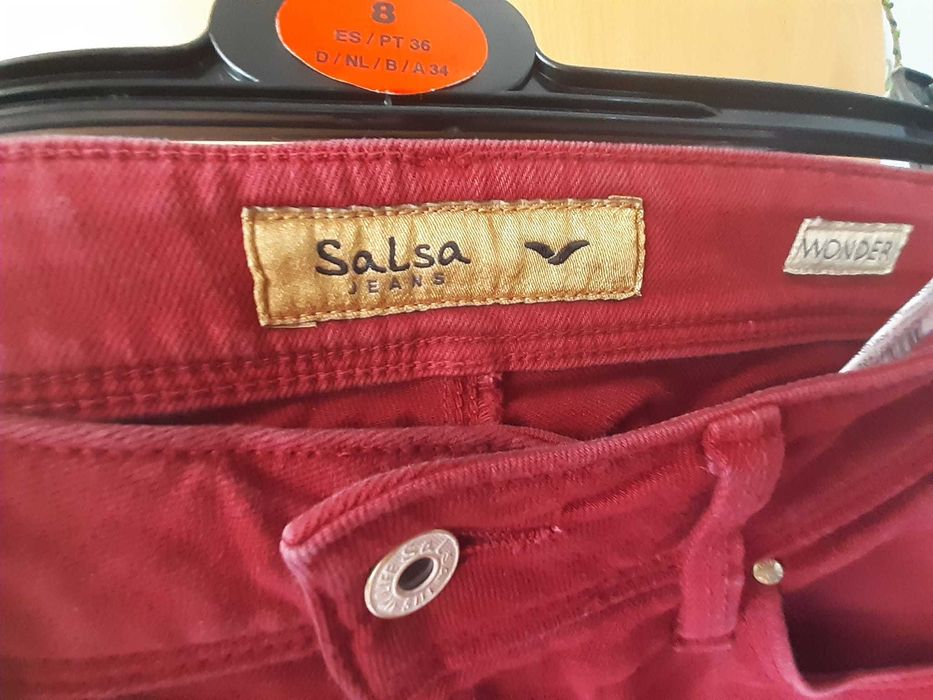 8
ES / PT 36
D / NL / B / A 34
Salsa
JEANS
WONDER